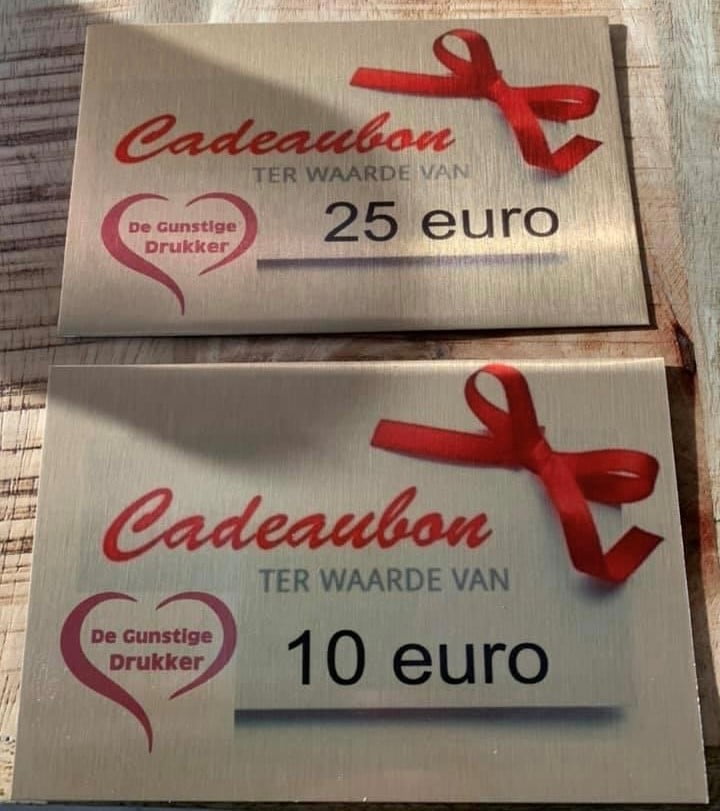 Cadeaubon
TER WAARDE VAN
De Gunstige
Drukker
25 euro
Cadeaubon
TER WAARDE VAN
De Gunstige
Drukker
10 euro